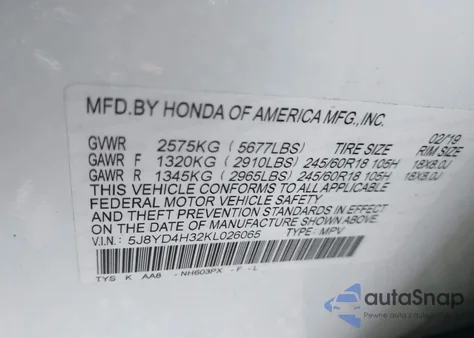 MFD.BY HONDA OF AMERICA MFG.,INC.
02/19
GVWR 2575KG ( 5677LBS) TIRE SIZE RIM SIZE
GAWR F 1320KG ( 2910LBS) 245/60R18 105H 18X8.0J
GAWR R 1345KG ( 2965LBS) 245/60R18 105H 18X8.0J
THIS VEHICLE CONFORMS TO ALL APPLICABLE
FEDERAL MOTOR VEHICLE SAFETY
AND THEFT PREVENTION STANDARDS IN EFFECT
ON THE DATE OF MANUFACTURE SHOWN ABOVE.
V.I.N.: 5J8YD4H32KL026065 TYPE: MPV
TYS K AA8 - NH603PX -F -L
autoSnap
Pewne auta z USA